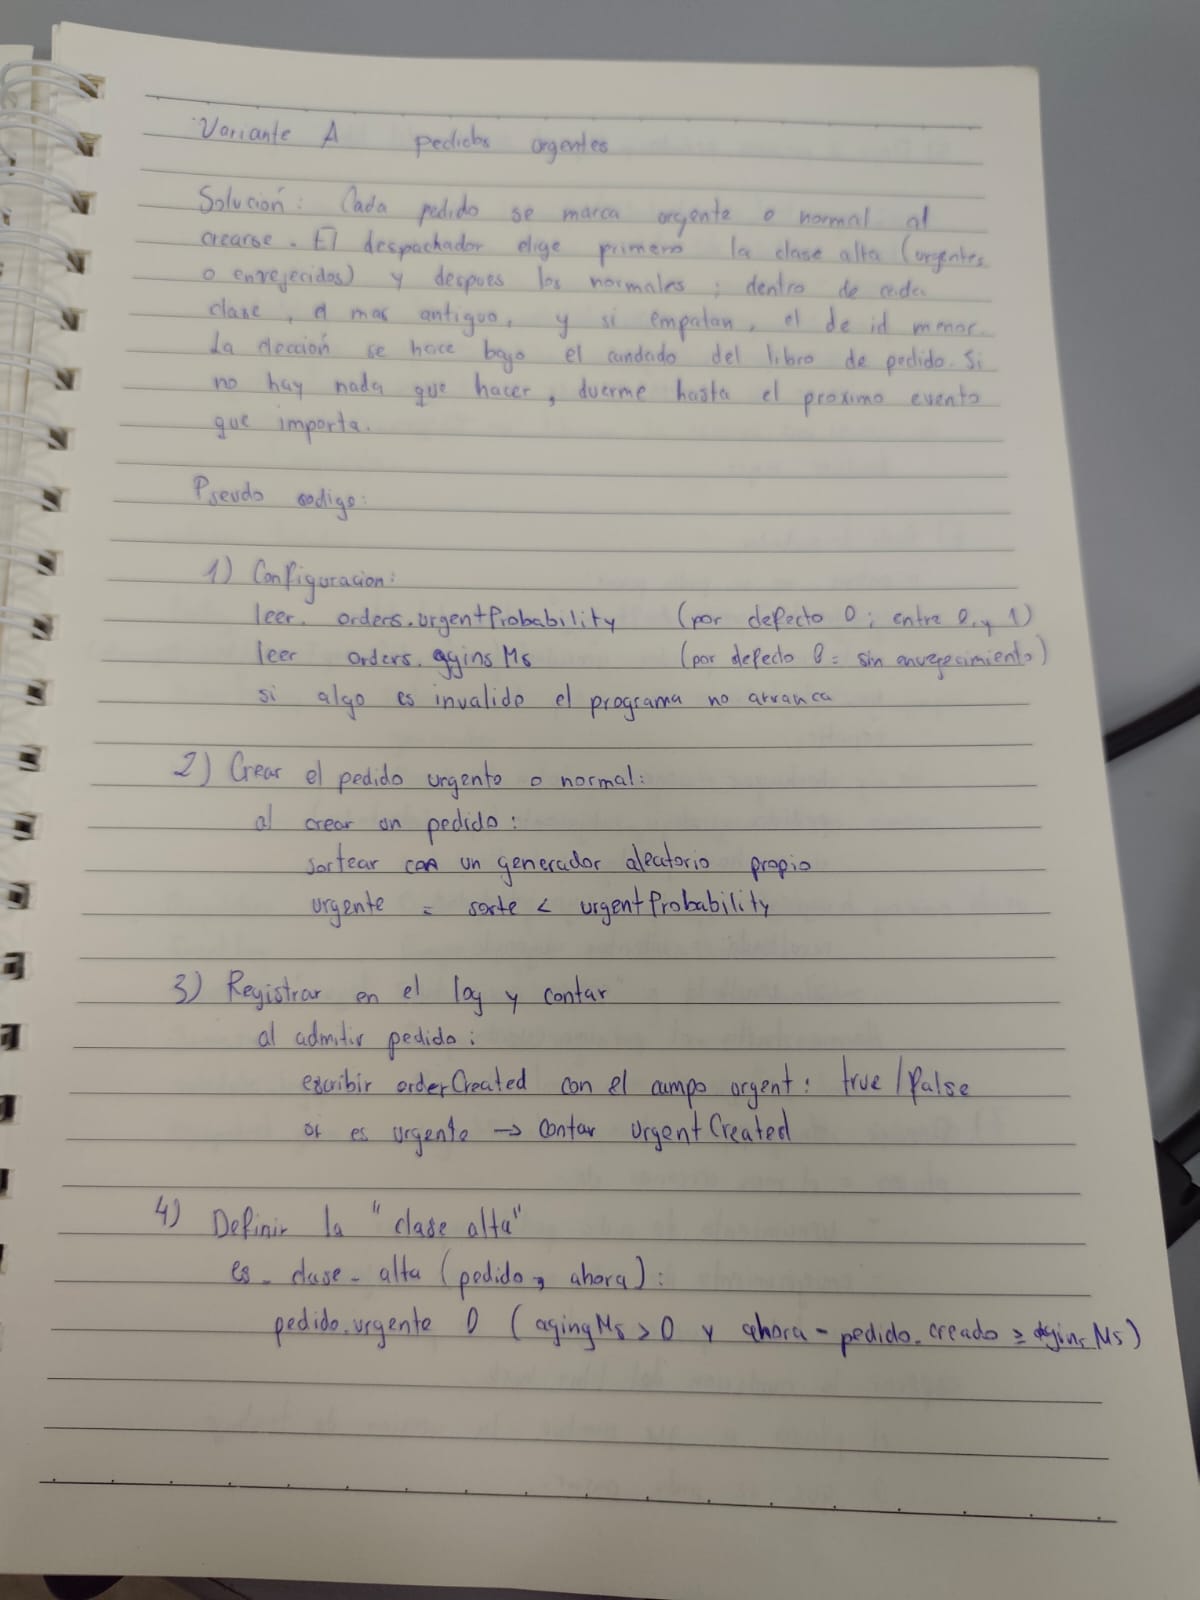 Variante A pedidos urgentes
Solución: Cada pedido se marca urgente o normal al
crearse. El despachador elige primero la clase alta (urgentes
o envejecidos) y despues los normales; dentro de cada
clase, el mas antiguo, y si empatan, el de id menor.
La elección se hace bajo el candado del libro de pedido. Si
no hay nada que hacer, duerme hasta el proximo evento
que importa.
Pseudo codigo:
1) Configuracion:
leer. orders.urgentProbability (por defecto 0; entre 0 y 1)
leer orders.agingMs (por defecto 0 = sin envejecimiento)
si algo es invalido el programa no arranca
2) Crear el pedido urgente o normal:
al crear un pedido:
sortear con un generador aleatorio propio
urgente = sorte < urgentProbability
3) Registrar en el log y contar
al admitir pedido:
escribir orderCreated con el campo urgent: true/false
si es urgente → contar urgentCreated
4) Definir la "clase alta"
es_clase_alta (pedido, ahora):
pedido.urgente O (agingMs > 0 y ahora - pedido.creado ≥ agingMs)